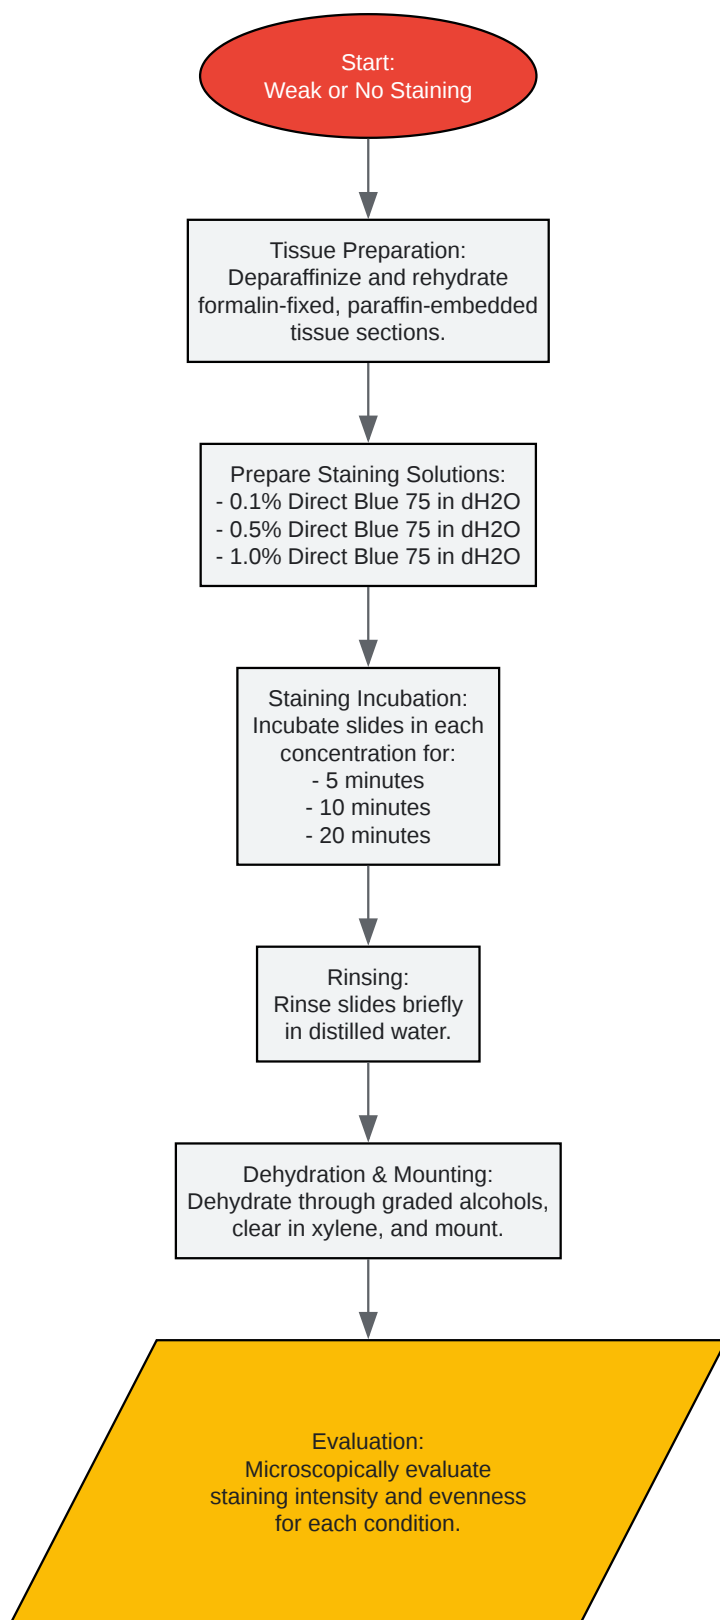 Start:
Weak or No Staining
Tissue Preparation:
Deparaffinize and rehydrate
formalin-fixed, paraffin-embedded
tissue sections.
Prepare Staining Solutions:
- 0.1% Direct Blue 75 in dH2O
- 0.5% Direct Blue 75 in dH2O
- 1.0% Direct Blue 75 in dH2O
Staining Incubation:
Incubate slides in each
concentration for:
- 5 minutes
- 10 minutes
- 20 minutes
Rinsing:
Rinse slides briefly
in distilled water.
Dehydration & Mounting:
Dehydrate through graded alcohols,
clear in xylene, and mount.
Evaluation:
Microscopically evaluate
staining intensity and evenness
for each condition.